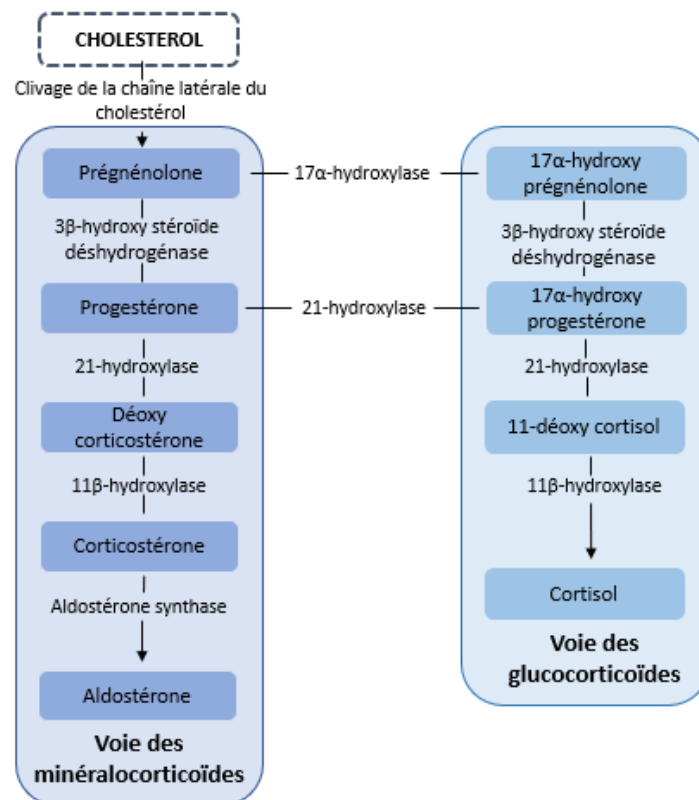 CHOLESTEROL
Clivage de la chaîne latérale du
cholestérol
Prégnénolone
17α-hydroxylase
17α-hydroxy
prégnénolone
3β-hydroxy stéroïde
déshydrogénase
3β-hydroxy stéroïde
déshydrogénase
Progestérone
21-hydroxylase
17α-hydroxy
progestérone
21-hydroxylase
21-hydroxylase
Déoxy
corticostérone
11-déoxy cortisol
11β-hydroxylase
11β-hydroxylase
Corticostérone
Cortisol
Aldostérone synthase
Voie des
glucocorticoïdes
Aldostérone
Voie des
minéralocorticoïdes